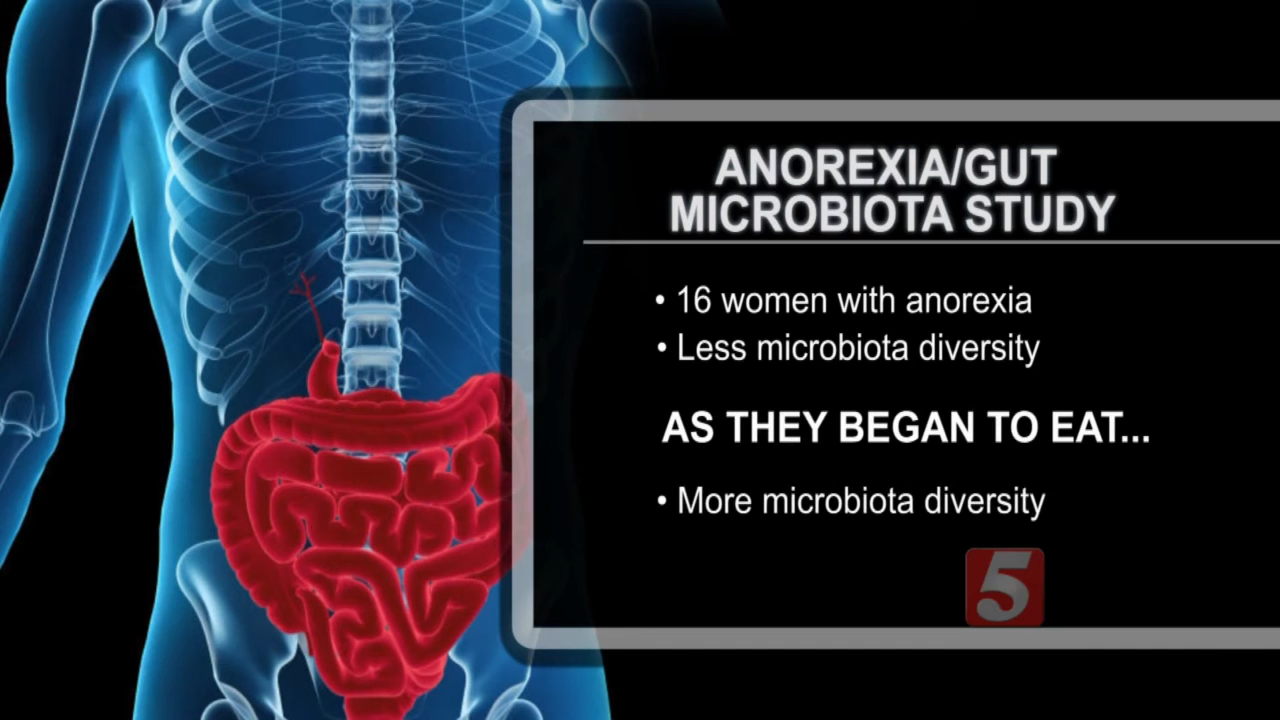 ANOREXIA/GUT
MICROBIOTA STUDY
• 16 women with anorexia
• Less microbiota diversity
AS THEY BEGAN TO EAT...
• More microbiota diversity
5